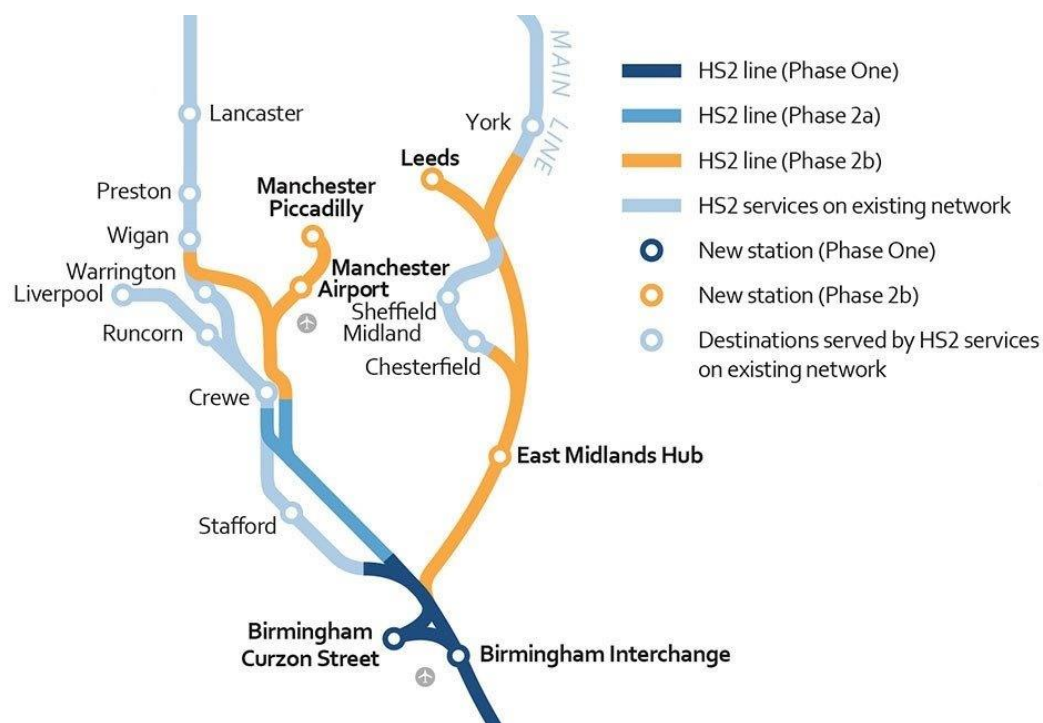 MAIN LINE
Lancaster
York
Leeds
Preston
Manchester
Piccadilly
Wigan
Warrington
Manchester
Airport
Liverpool
Sheffield
Midland
Runcorn
Chesterfield
Crewe
East Midlands Hub
Stafford
Birmingham
Curzon Street
Birmingham Interchange
HS2 line (Phase One)
HS2 line (Phase 2a)
HS2 line (Phase 2b)
HS2 services on existing network
New station (Phase One)
New station (Phase 2b)
Destinations served by HS2 services
on existing network